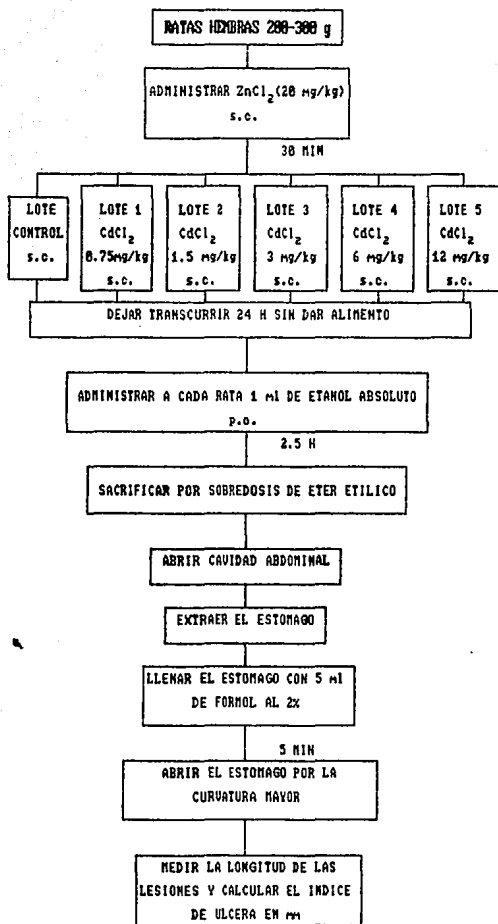 RATAS HEMBRAS 200-300 g
ADMINISTRAR ZnCl2 (20 mg/kg)
s.c.
30 MIN
LOTE
CONTROL
s.c.
LOTE 1
CdCl2
0.75mg/kg
s.c.
LOTE 2
CdCl2
1.5 mg/kg
s.c.
LOTE 3
CdCl2
3 mg/kg
s.c.
LOTE 4
CdCl2
6 mg/kg
s.c.
LOTE 5
CdCl2
12 mg/kg
s.c.
DEJAR TRANSCURRIR 24 H SIN DAR ALIMENTO
ADMINISTRAR A CADA RATA 1 ml DE ETANOL ABSOLUTO
p.o.
2.5 H
SACRIFICAR POR SOBREDOSIS DE ETER ETILICO
ABRIR CAVIDAD ABDOMINAL
EXTRAER EL ESTOMAGO
LLENAR EL ESTOMAGO CON 5 ml
DE FORMOL AL 2%
5 MIN
ABRIR EL ESTOMAGO POR LA
CURVATURA MAYOR
MEDIR LA LONGITUD DE LAS
LESIONES Y CALCULAR EL INDICE
DE ULCERA EN mm